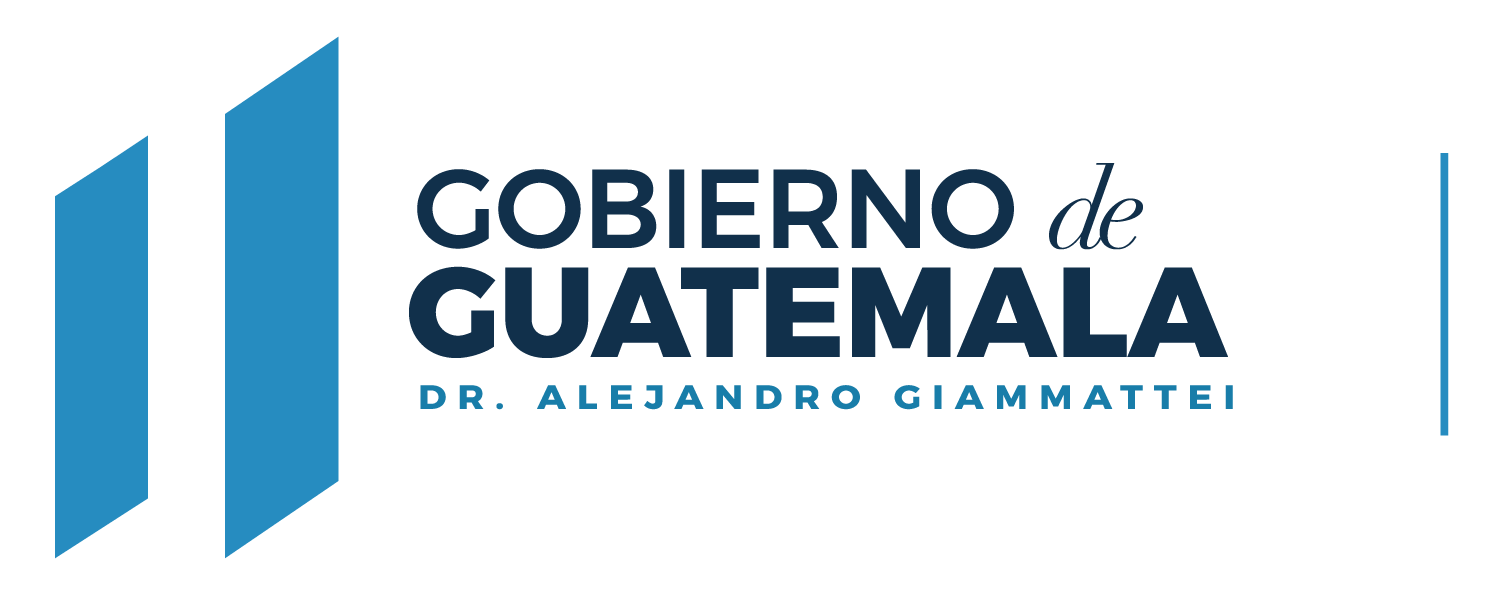 GOBIERNO de
GUATEMALA
DR. ALEJANDRO GIAMMATTEI